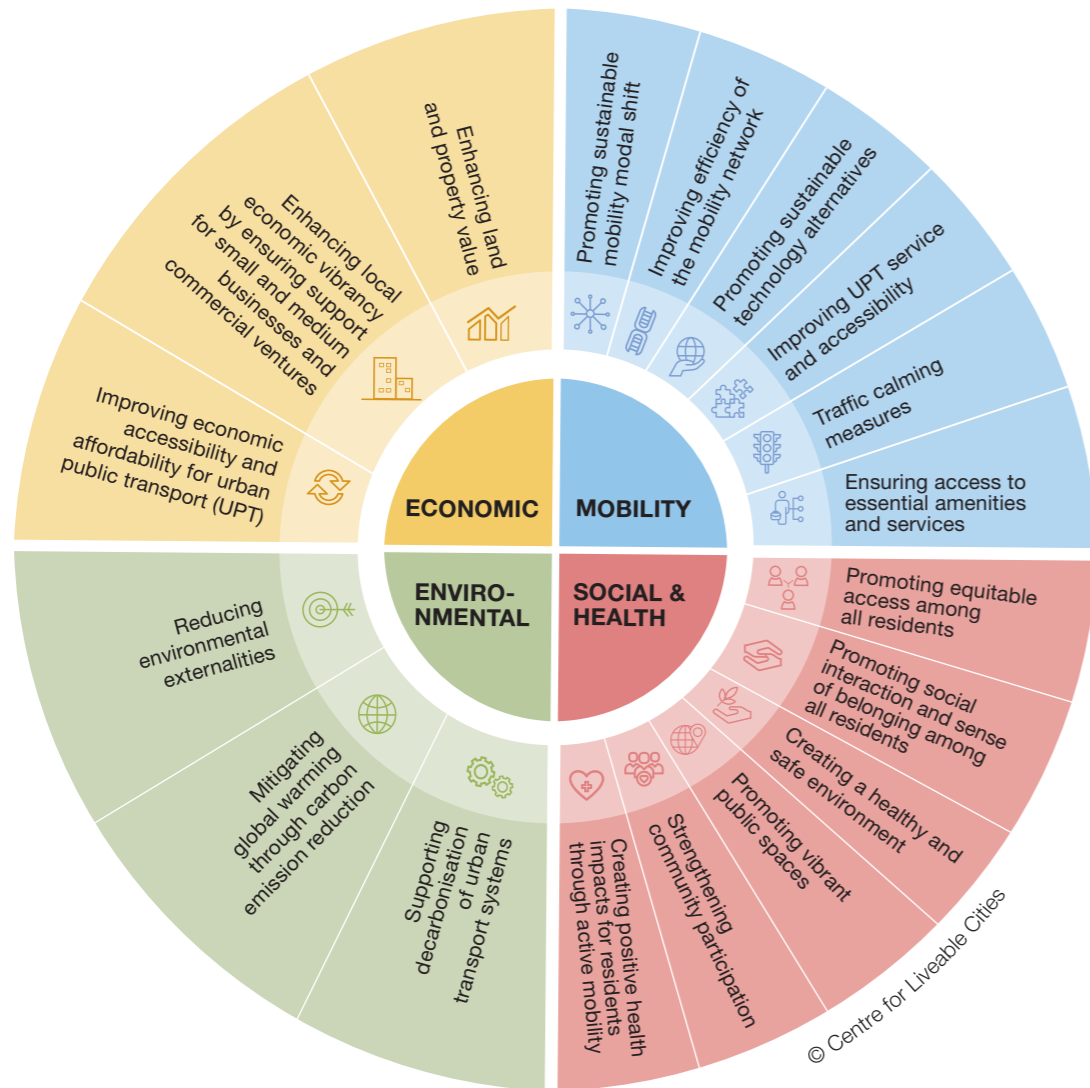 ECONOMIC
Enhancing land
and property value
Enhancing local
economic vibrancy
by ensuring support
for small and medium
businesses and
commercial ventures
Improving economic
accessibility and
affordability for urban
public transport (UPT)
MOBILITY
Promoting sustainable
mobility modal shift
Improving efficiency of
the mobility network
Promoting sustainable
technology alternatives
Improving UPT service
and accessibility
Traffic calming
measures
Ensuring access to
essential amenities
and services
SOCIAL &
HEALTH
Promoting equitable
access among
all residents
Promoting social
interaction and sense
of belonging among
all residents
Creating a healthy and
safe environment
Promoting vibrant
public spaces
Strengthening
community participation
Creating positive health
impacts for residents
through active mobility
ENVIRO-
NMENTAL
Reducing
environmental
externalities
Mitigating
global warming
through carbon
emission reduction
Supporting
decarbonisation
of urban
transport systems
© Centre for Liveable Cities